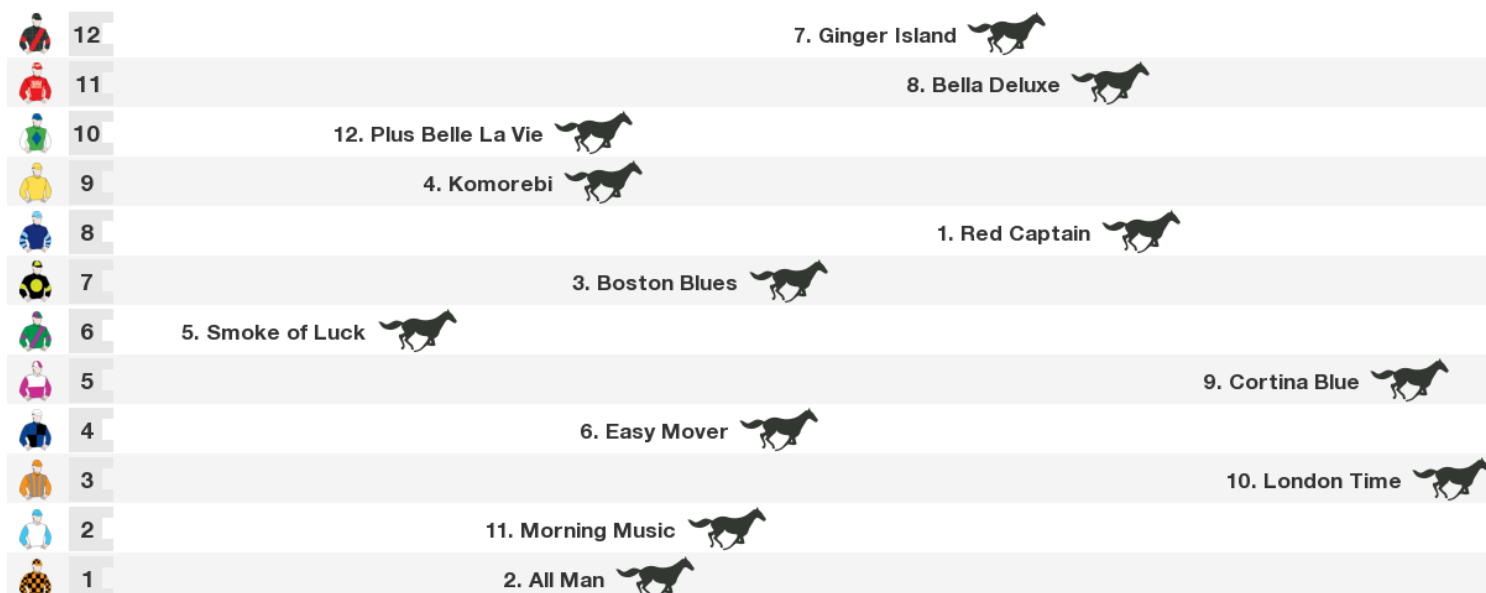 12 7. Ginger Island
11 8. Bella Deluxe
10 12. Plus Belle La Vie
9 4. Komorebi
8 1. Red Captain
7 3. Boston Blues
6 5. Smoke of Luck
5 9. Cortina Blue
4 6. Easy Mover
3 10. London Time
2 11. Morning Music
1 2. All Man